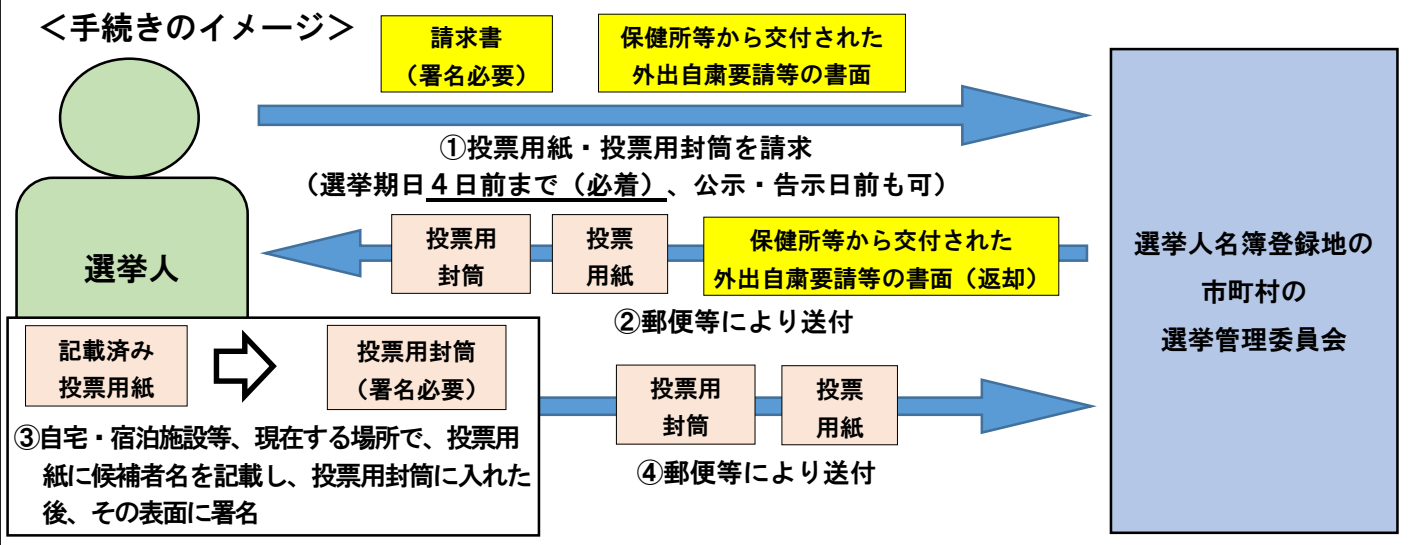 ＜手続きのイメージ＞
請求書
（署名必要）
保健所等から交付された
外出自粛要請等の書面
①投票用紙・投票用封筒を請求
（選挙期日４日前まで（必着）、公示・告示日前も可）
選挙人
投票用
封筒
投票
用紙
保健所等から交付された
外出自粛要請等の書面（返却）
②郵便等により送付
選挙人名簿登録地の
市町村の
選挙管理委員会
記載済み
投票用紙
投票用封筒
（署名必要）
③自宅・宿泊施設等、現在する場所で、投票用
紙に候補者名を記載し、投票用封筒に入れた
後、その表面に署名
投票用
封筒
投票
用紙
④郵便等により送付